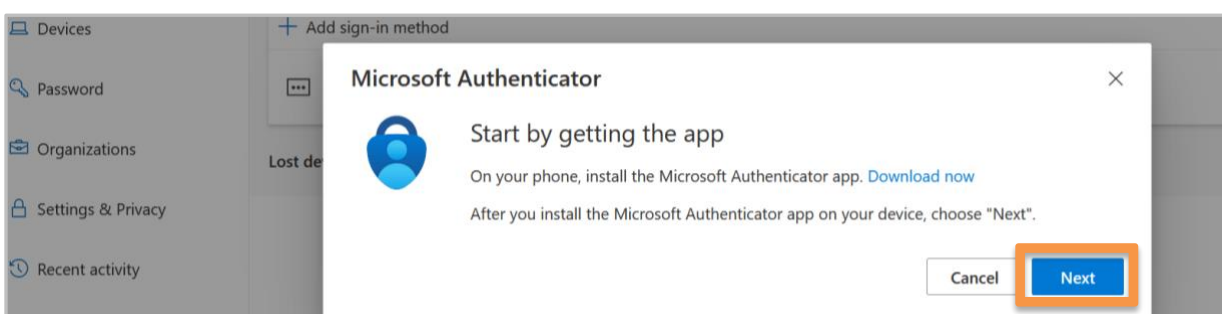 Devices
Password
Organizations
Settings & Privacy
Recent activity
Add sign-in method
Lost de
Microsoft Authenticator
Start by getting the app
On your phone, install the Microsoft Authenticator app. Download now
After you install the Microsoft Authenticator app on your device, choose "Next".
Cancel
Next